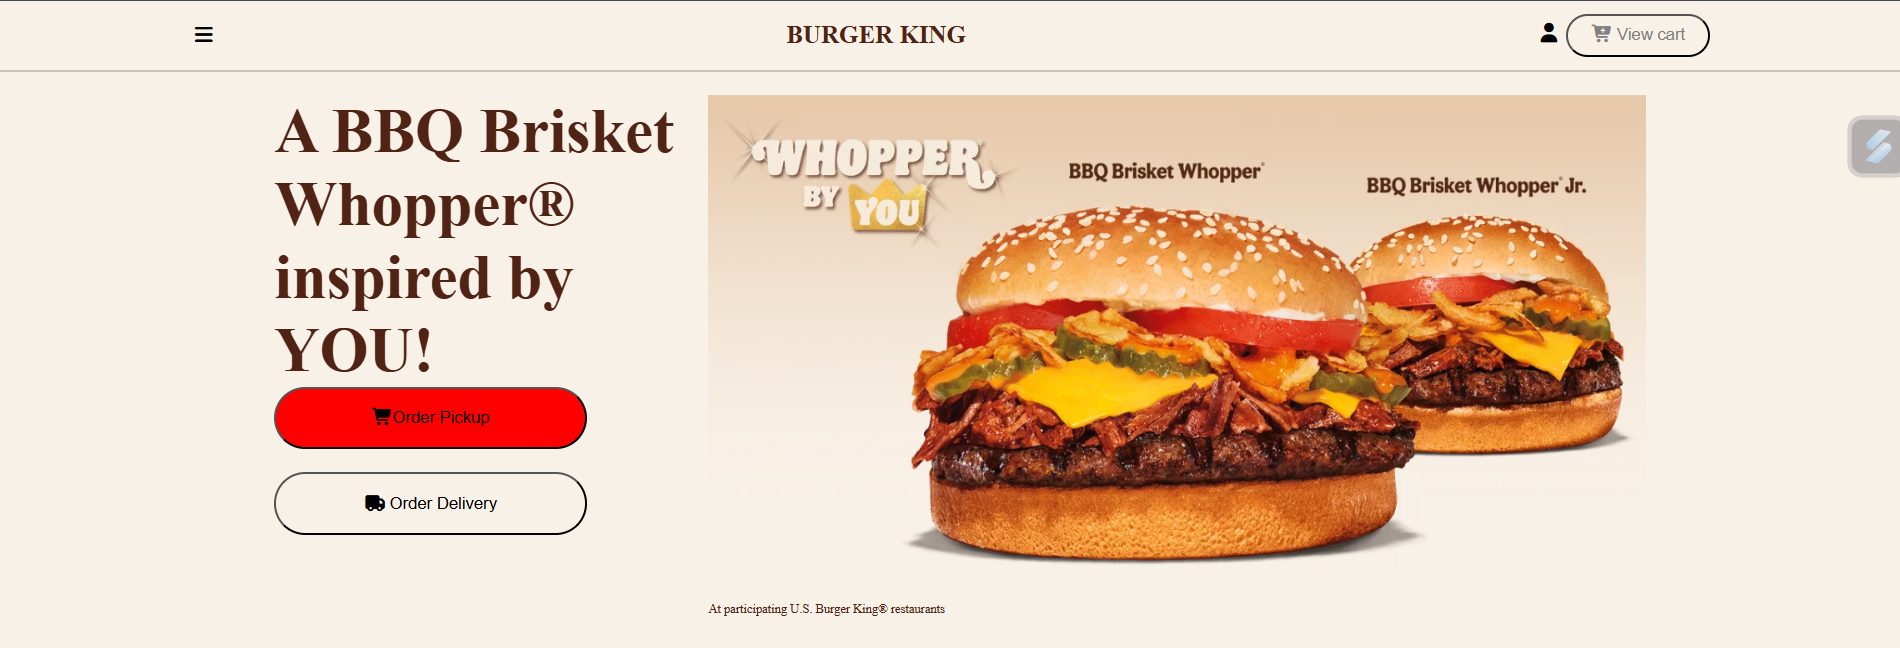 BURGER KING
View cart
A BBQ Brisket
Whopper®
inspired by
YOU!
Order Pickup
Order Delivery
WHOPPER
BY YOU
BBQ Brisket Whopper®
BBQ Brisket Whopper® Jr.
At participating U.S. Burger King® restaurants